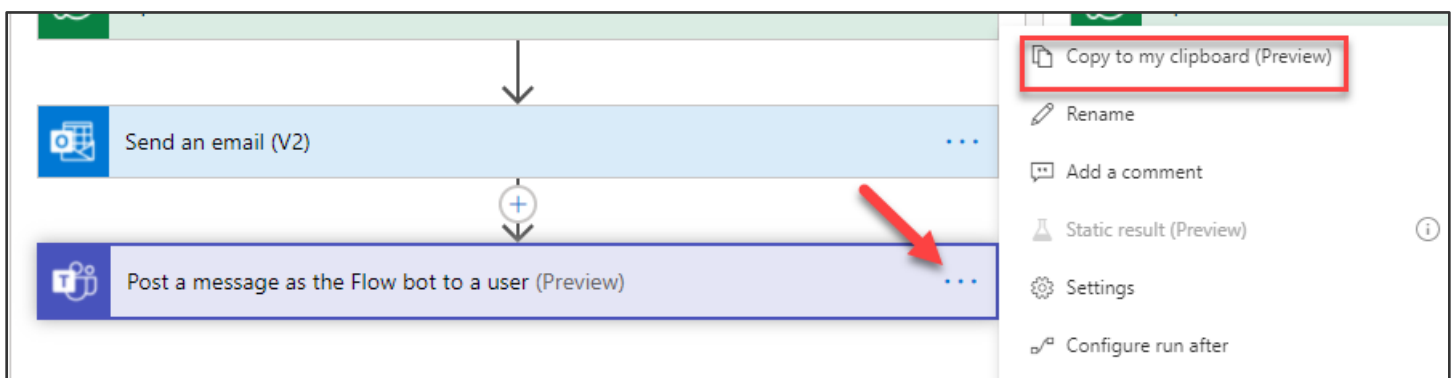 Copy to my clipboard (Preview)
Rename
Send an email (V2)
Add a comment
Static result (Preview)
Post a message as the Flow bot to a user (Preview)
Settings
Configure run after